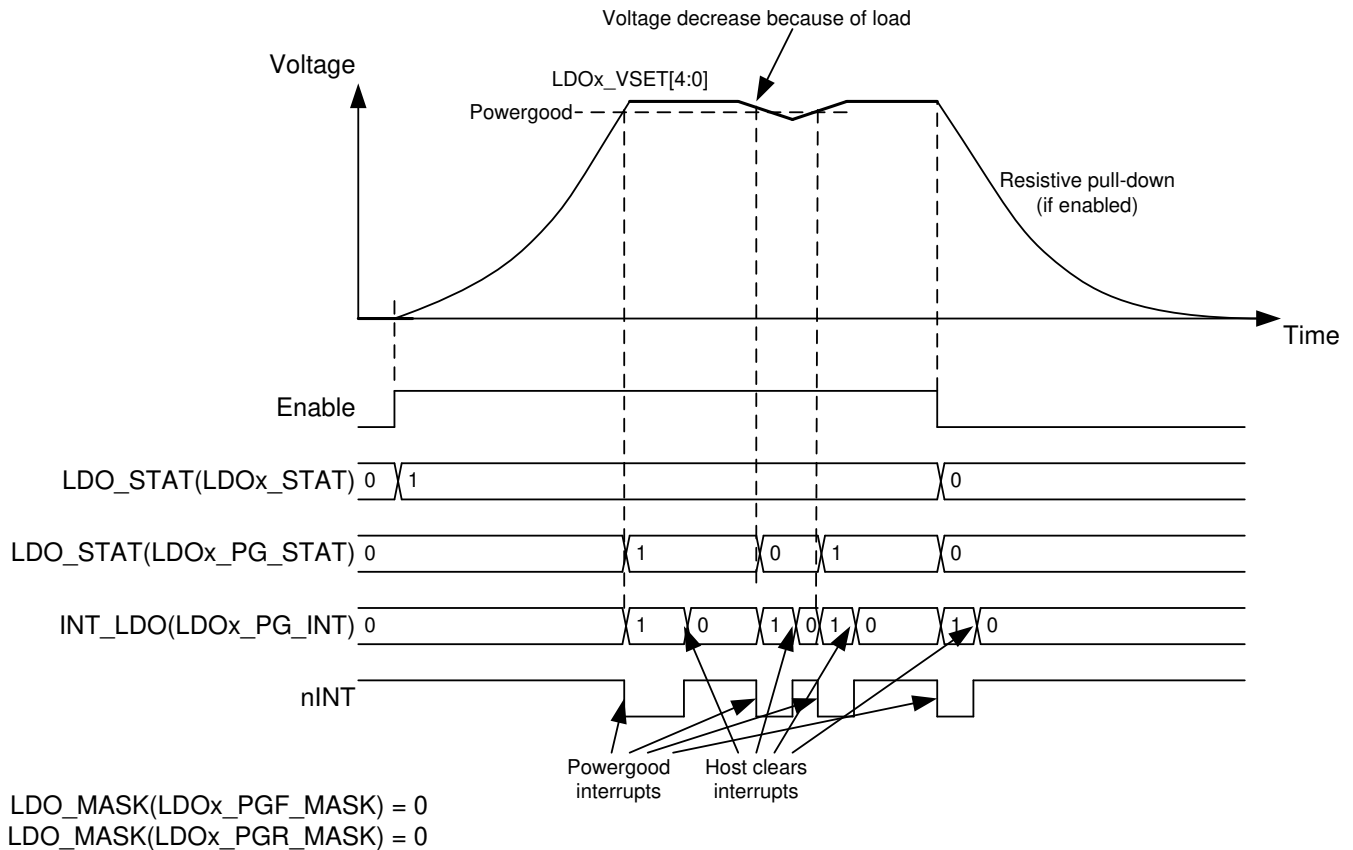 Voltage decrease because of load
Voltage
LDOx_VSET[4:0]
Powergood
Resistive pull-down
(if enabled)
Time
Enable
LDO_STAT(LDOx_STAT) 0 1 0
LDO_STAT(LDOx_PG_STAT) 0 1 0 1 0
INT_LDO(LDOx_PG_INT) 0 1 0 1 0 1 0 1 0
nINT
Powergood
interrupts
Host clears
interrupts
LDO_MASK(LDOx_PGF_MASK) = 0
LDO_MASK(LDOx_PGR_MASK) = 0